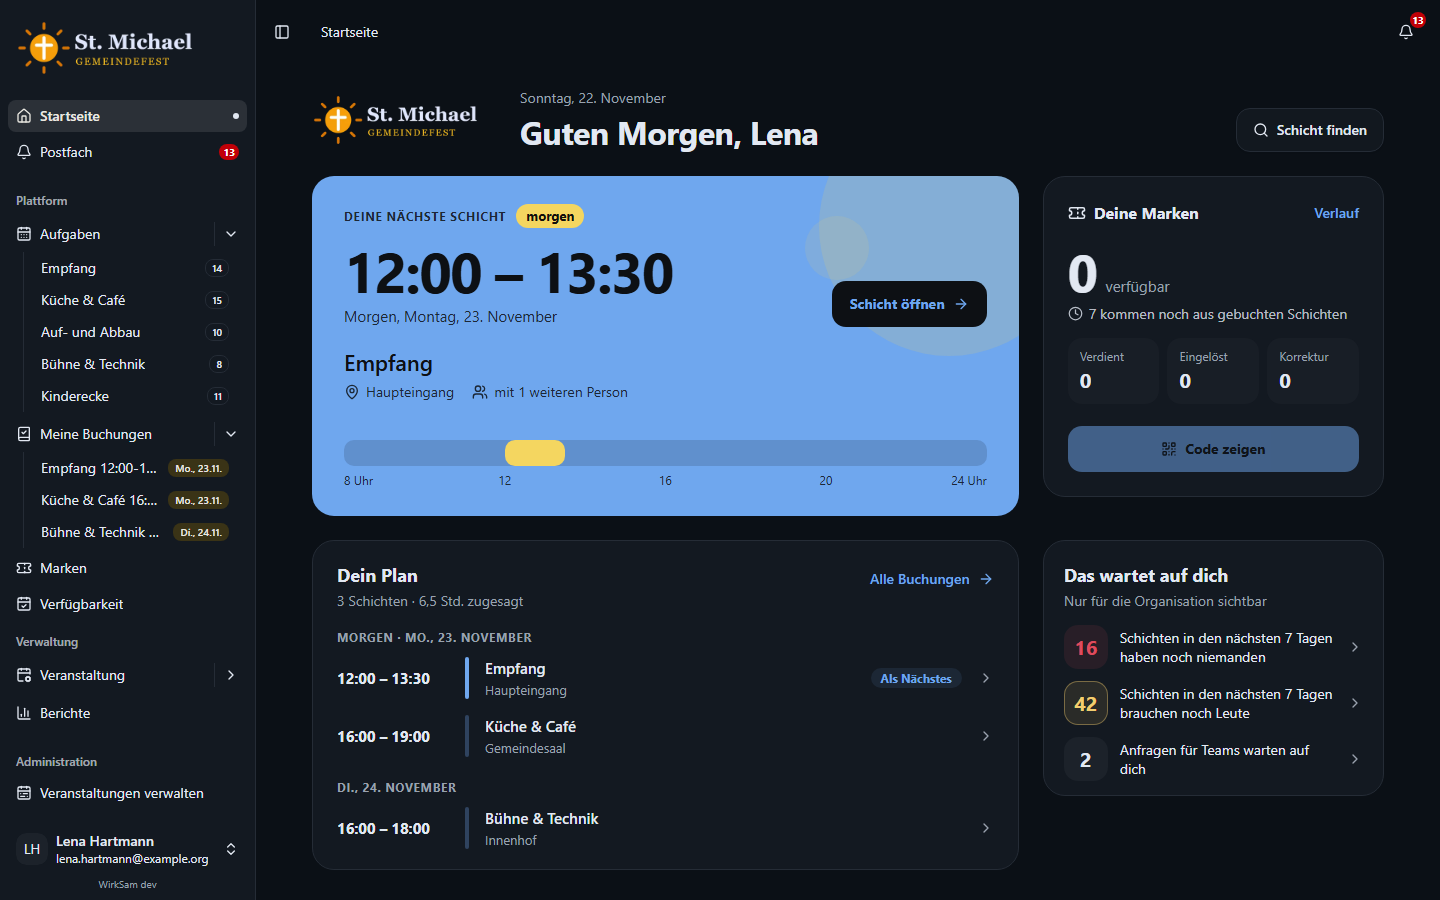 St. Michael
GEMEINDEFEST
Startseite
Postfach
13
Plattform
Aufgaben
Empfang
14
Küche & Café
15
Auf- und Abbau
10
Bühne & Technik
8
Kinderecke
11
Meine Buchungen
Empfang 12:00-1...
Mo., 23.11.
Küche & Café 16:...
Mo., 23.11.
Bühne & Technik ...
Di., 24.11.
Marken
Verfügbarkeit
Verwaltung
Veranstaltung
Berichte
Administration
Veranstaltungen verwalten
LH
Lena Hartmann
lena.hartmann@example.org
WirkSam dev
Startseite
13
St. Michael
GEMEINDEFEST
Sonntag, 22. November
Guten Morgen, Lena
Schicht finden
DEINE NÄCHSTE SCHICHT
morgen
12:00 – 13:30
Morgen, Montag, 23. November
Schicht öffnen
Empfang
Haupteingang
mit 1 weiteren Person
8 Uhr
12
16
20
24 Uhr
Deine Marken
Verlauf
0 verfügbar
7 kommen noch aus gebuchten Schichten
Verdient
0
Eingelöst
0
Korrektur
0
Code zeigen
Dein Plan
3 Schichten · 6,5 Std. zugesagt
Alle Buchungen
MORGEN · MO., 23. NOVEMBER
12:00 – 13:30
Empfang
Haupteingang
Als Nächstes
16:00 – 19:00
Küche & Café
Gemeindesaal
DI., 24. NOVEMBER
16:00 – 18:00
Bühne & Technik
Innenhof
Das wartet auf dich
Nur für die Organisation sichtbar
16
Schichten in den nächsten 7 Tagen
haben noch niemanden
42
Schichten in den nächsten 7 Tagen
brauchen noch Leute
2
Anfragen für Teams warten auf
dich